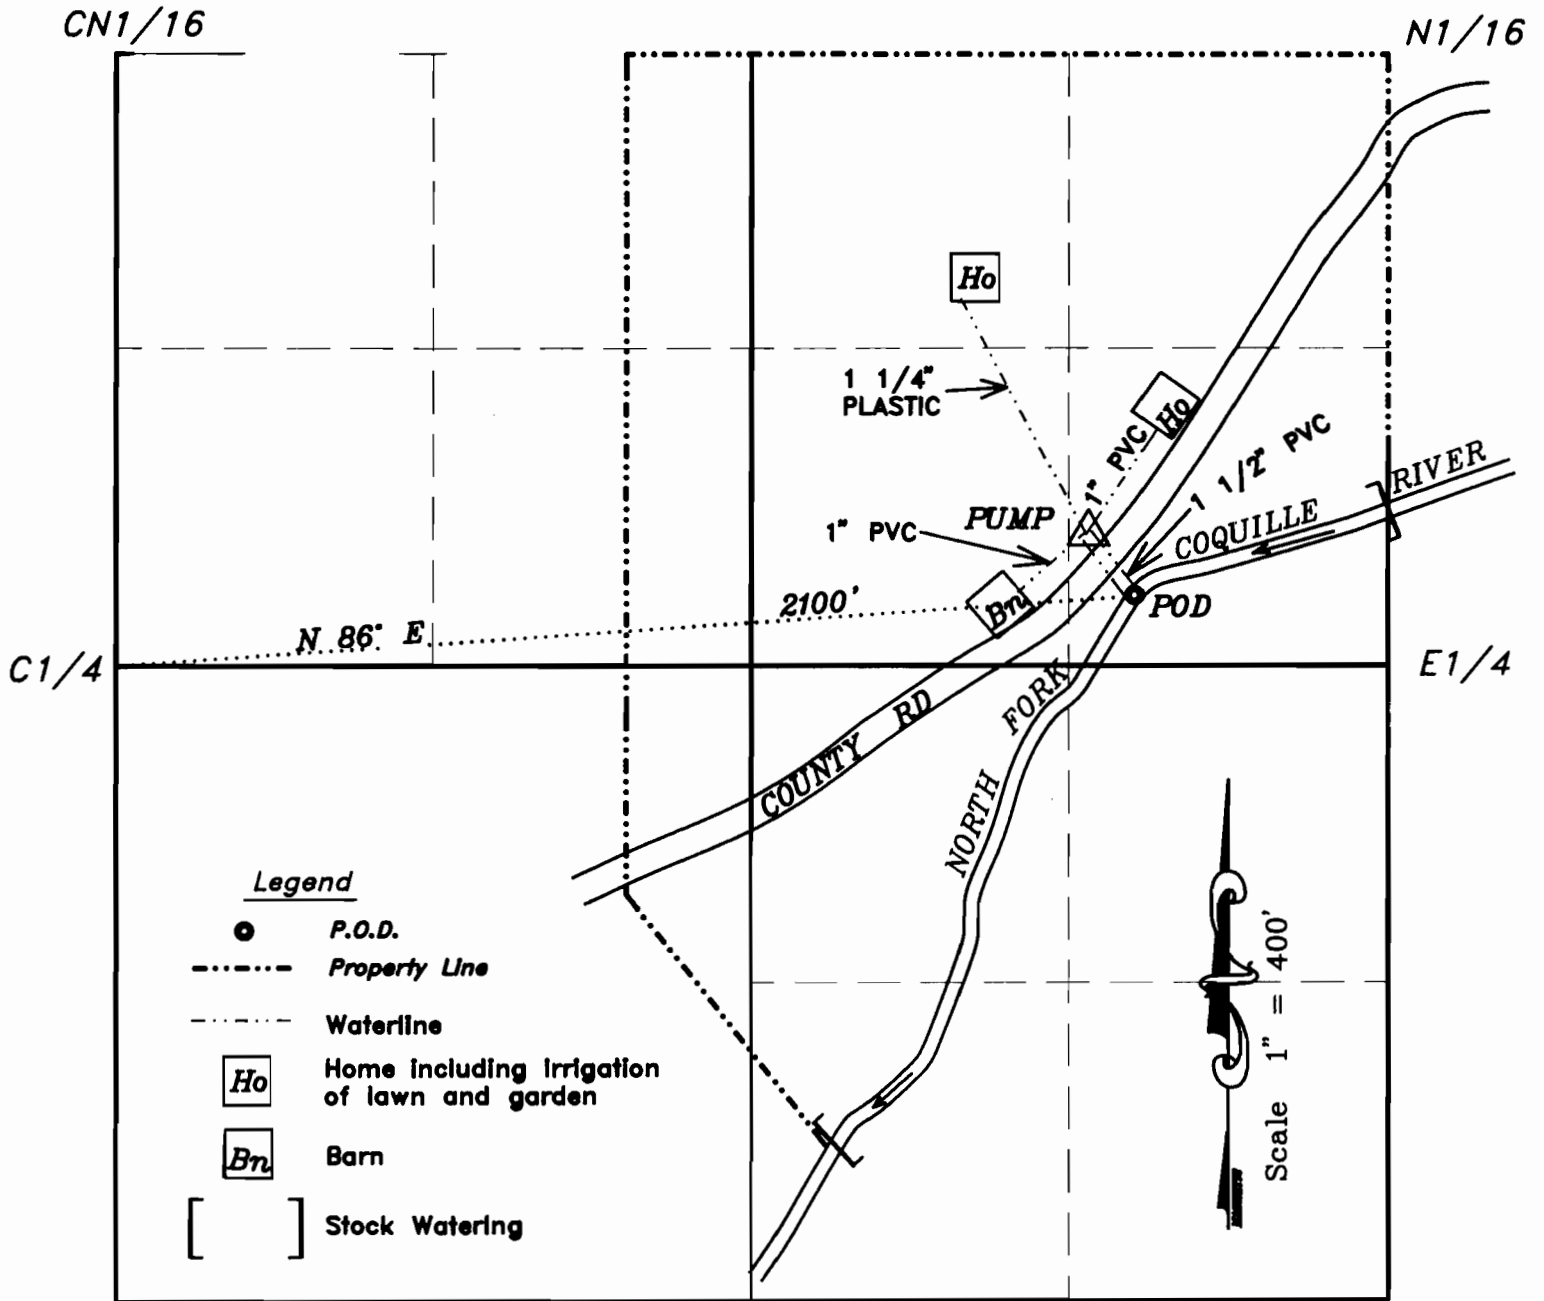 CN1/16
N1/16
Ho
1 1/4"
PLASTIC
Ho
1" PVC
1 1/2" PVC
RIVER
COQUILLE
PUMP
1" PVC
Bn
2100'
POD
N 86° E
C1/4
E1/4
FORK
COUNTY RD
NORTH
Legend
P.O.D.
Property Line
Waterline
Ho
Home including irrigation
of lawn and garden
Bn
Barn
[ ] Stock Watering
Scale 1" = 400'